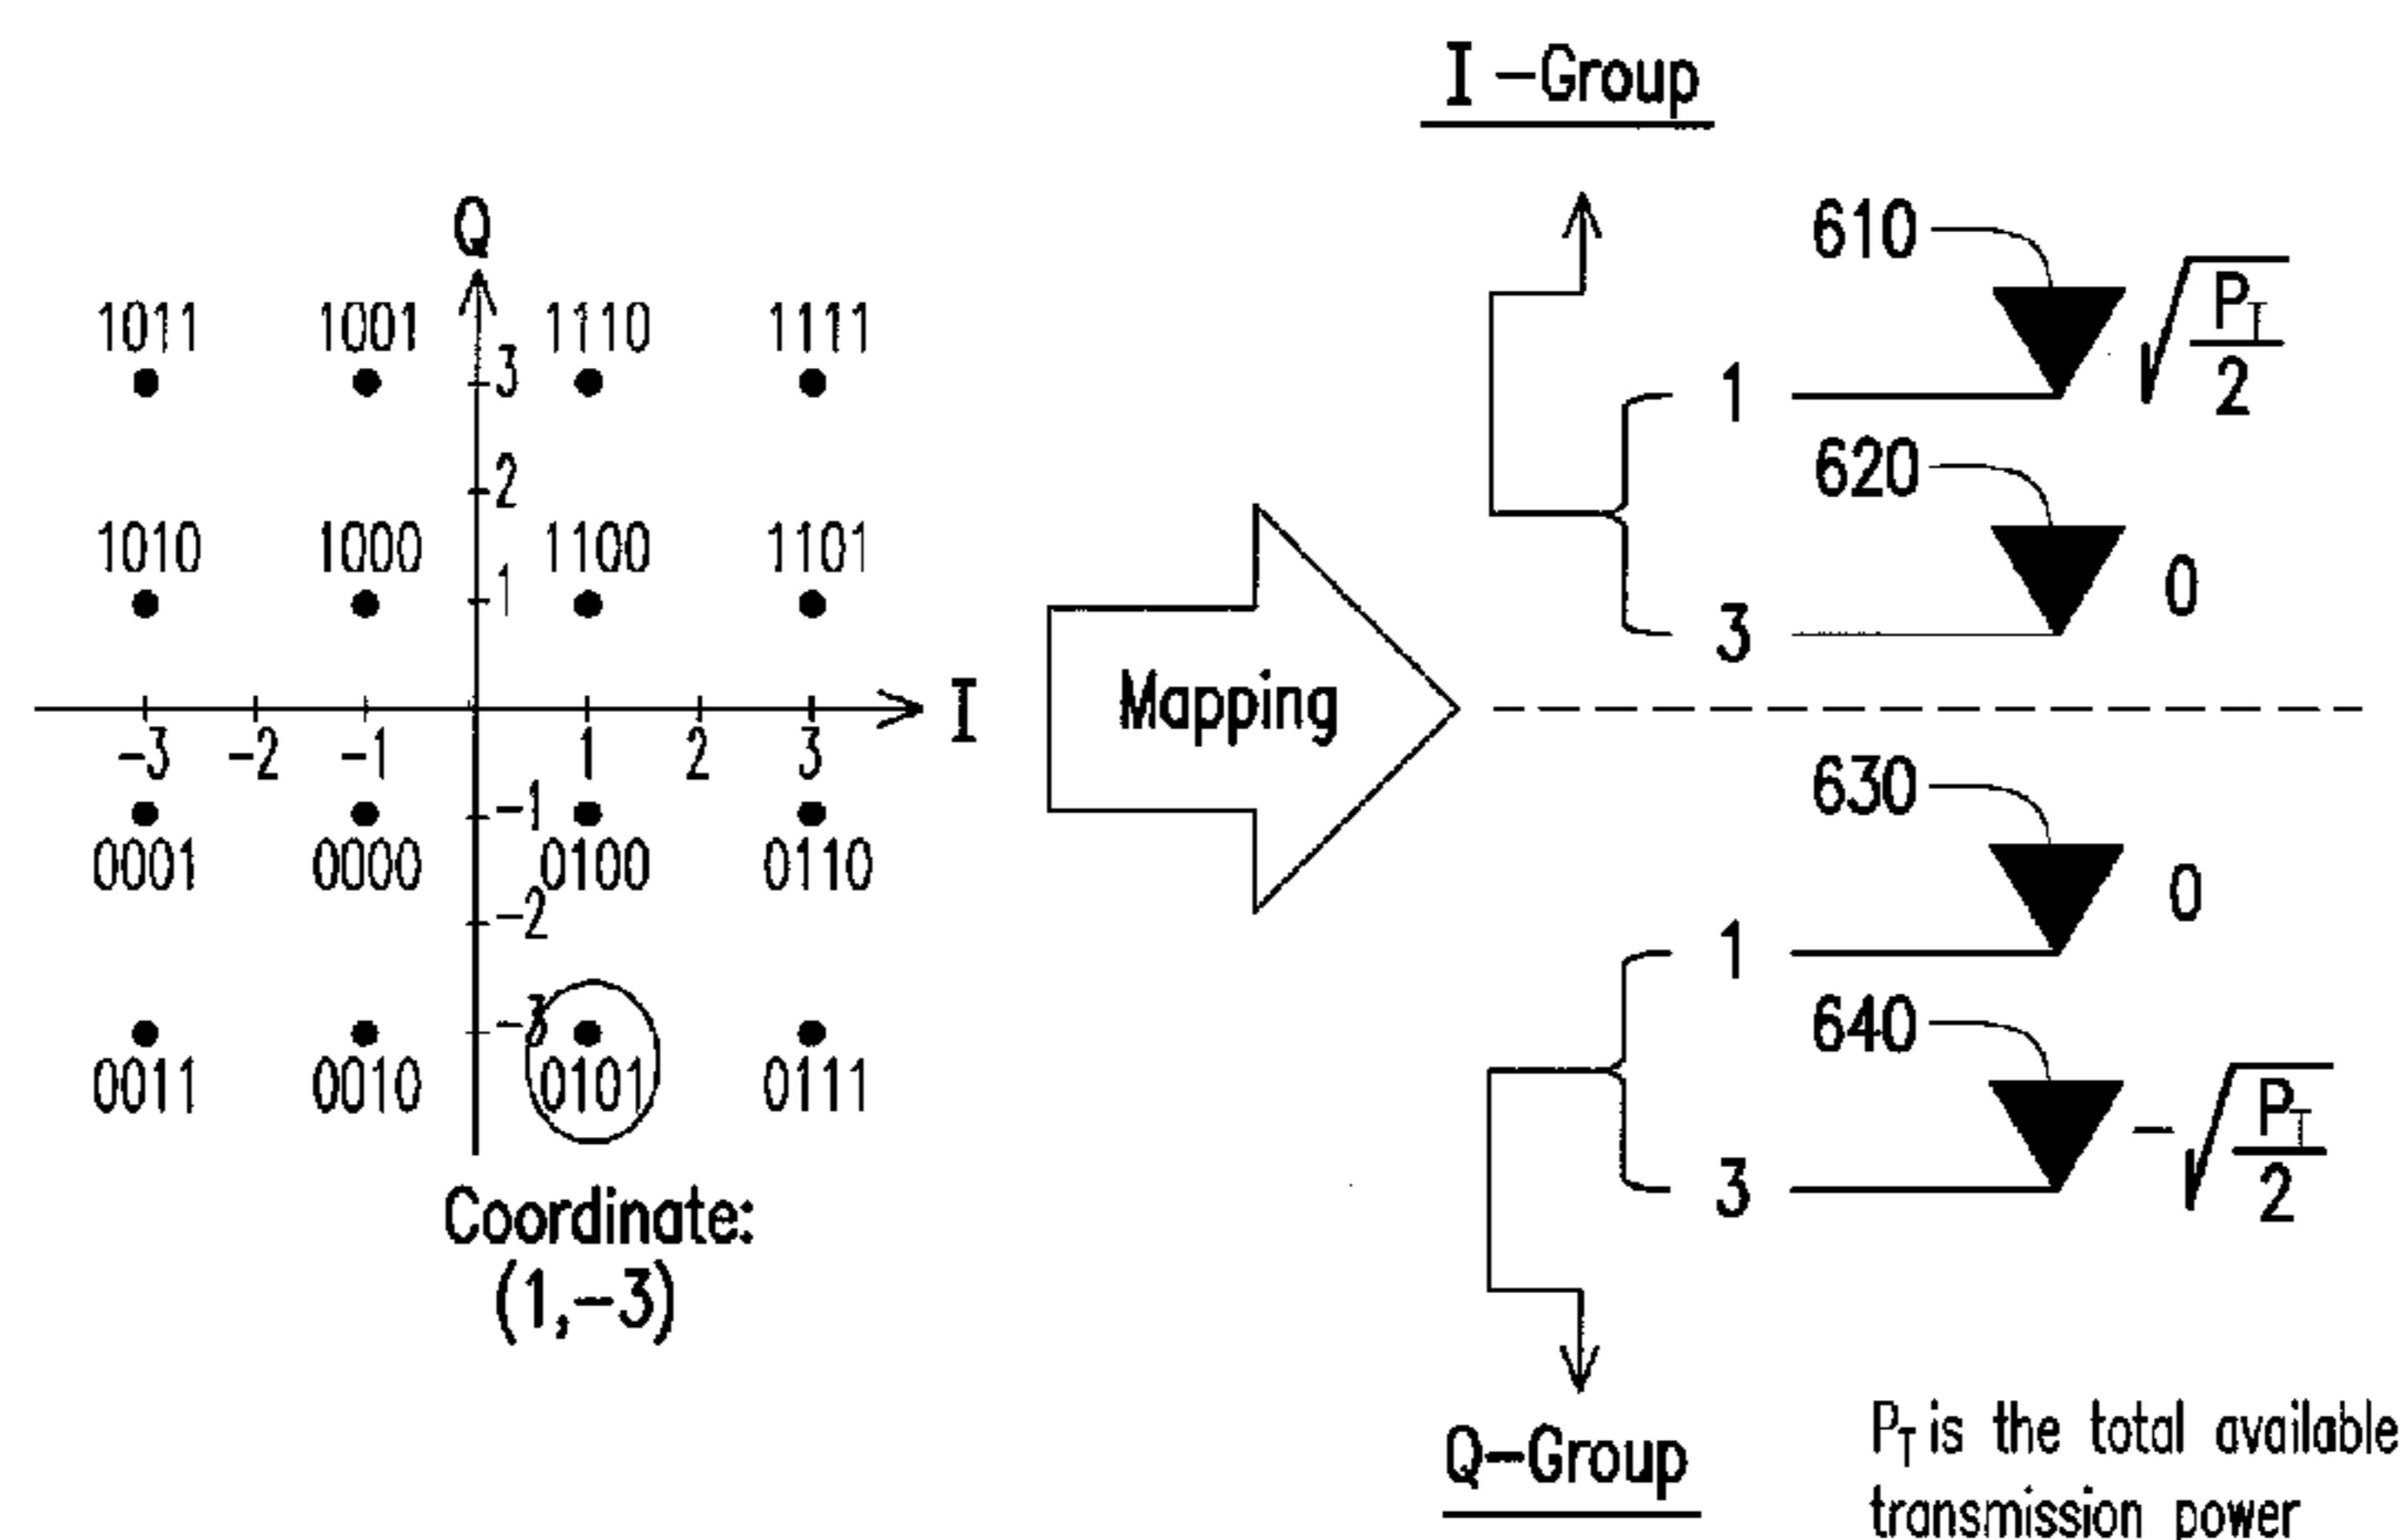 Q
1011 1001 1110 1111
3
2
1010 1000 1100 1101
1
I
-3 -2 -1 1 2 3
-1
0001 0000 0100 0110
-2
-3
0011 0010 0101 0111
Coordinate:
(1,-3)
Mapping
I-Group
610
1
√(P_T/2)
620
3
0
630
1
0
640
3
-√(P_T/2)
Q-Group
P_T is the total available
transmission power